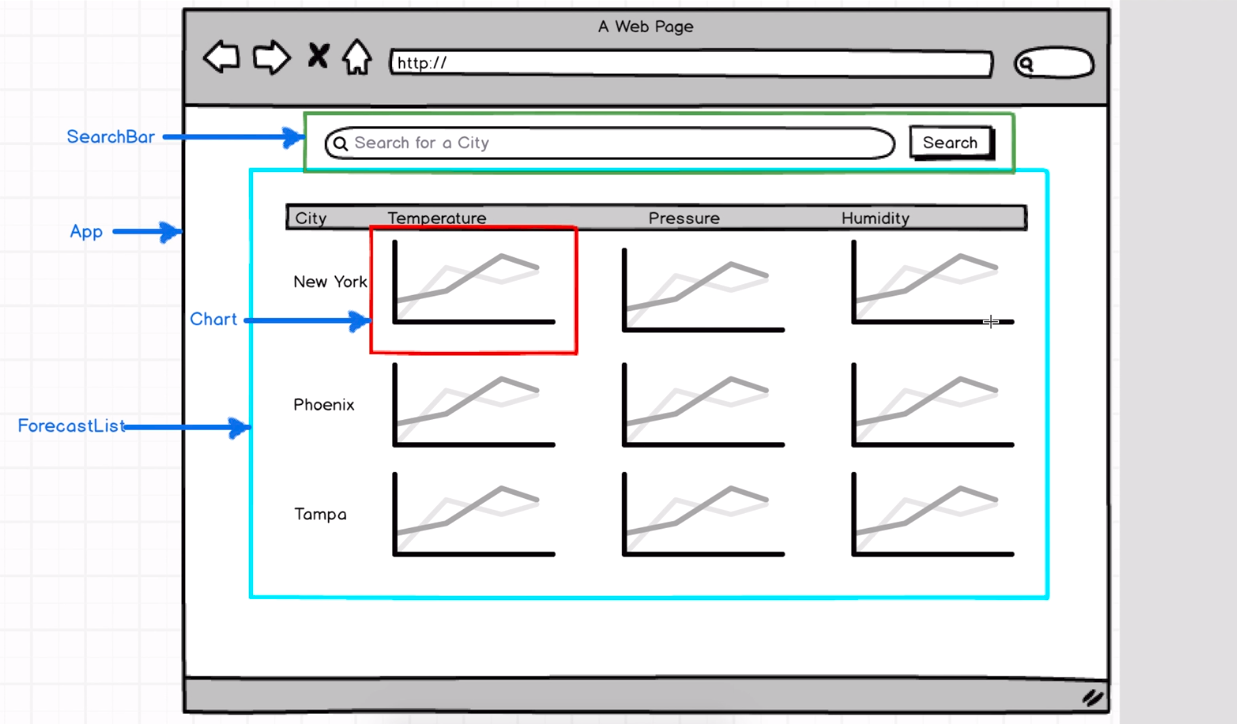 A Web Page
http://
SearchBar
Search for a City
Search
App
City Temperature Pressure Humidity
New York
Chart
Phoenix
ForecastList
Tampa